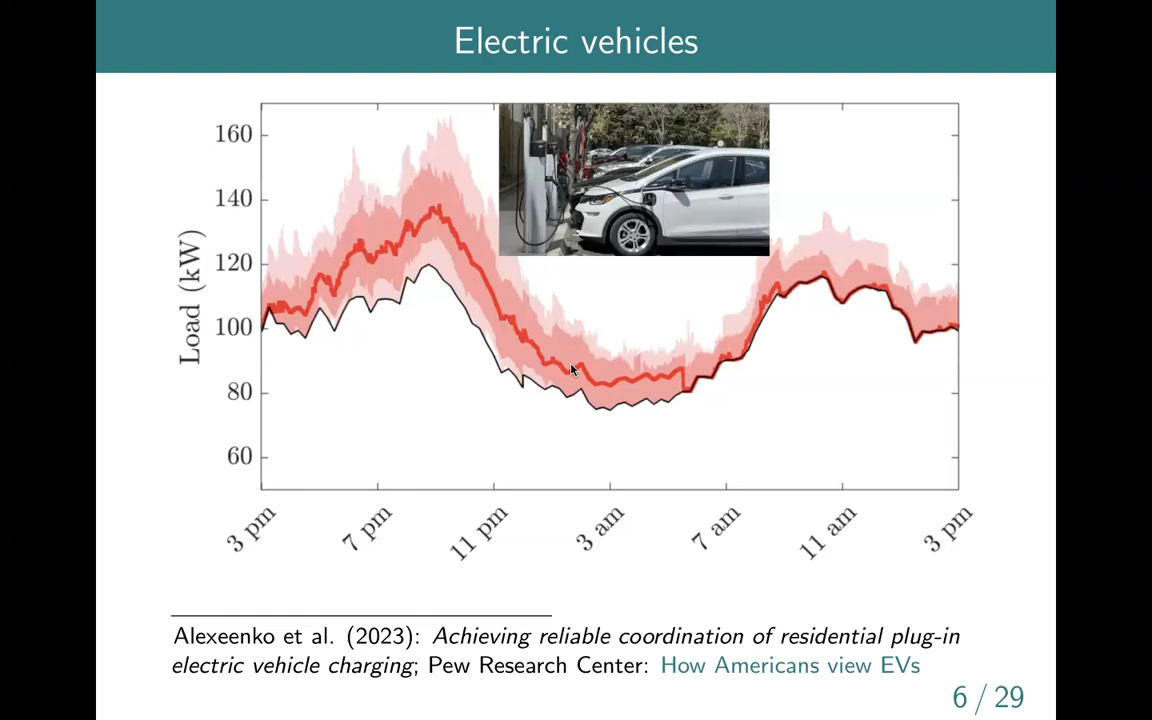 Electric vehicles
160
140
120
100
80
60
Load (kW)
3 pm
7 pm
11 pm
3 am
7 am
11 am
3 pm
Alexeenko et al. (2023): Achieving reliable coordination of residential plug-in
electric vehicle charging; Pew Research Center: How Americans view EVs
6 / 29